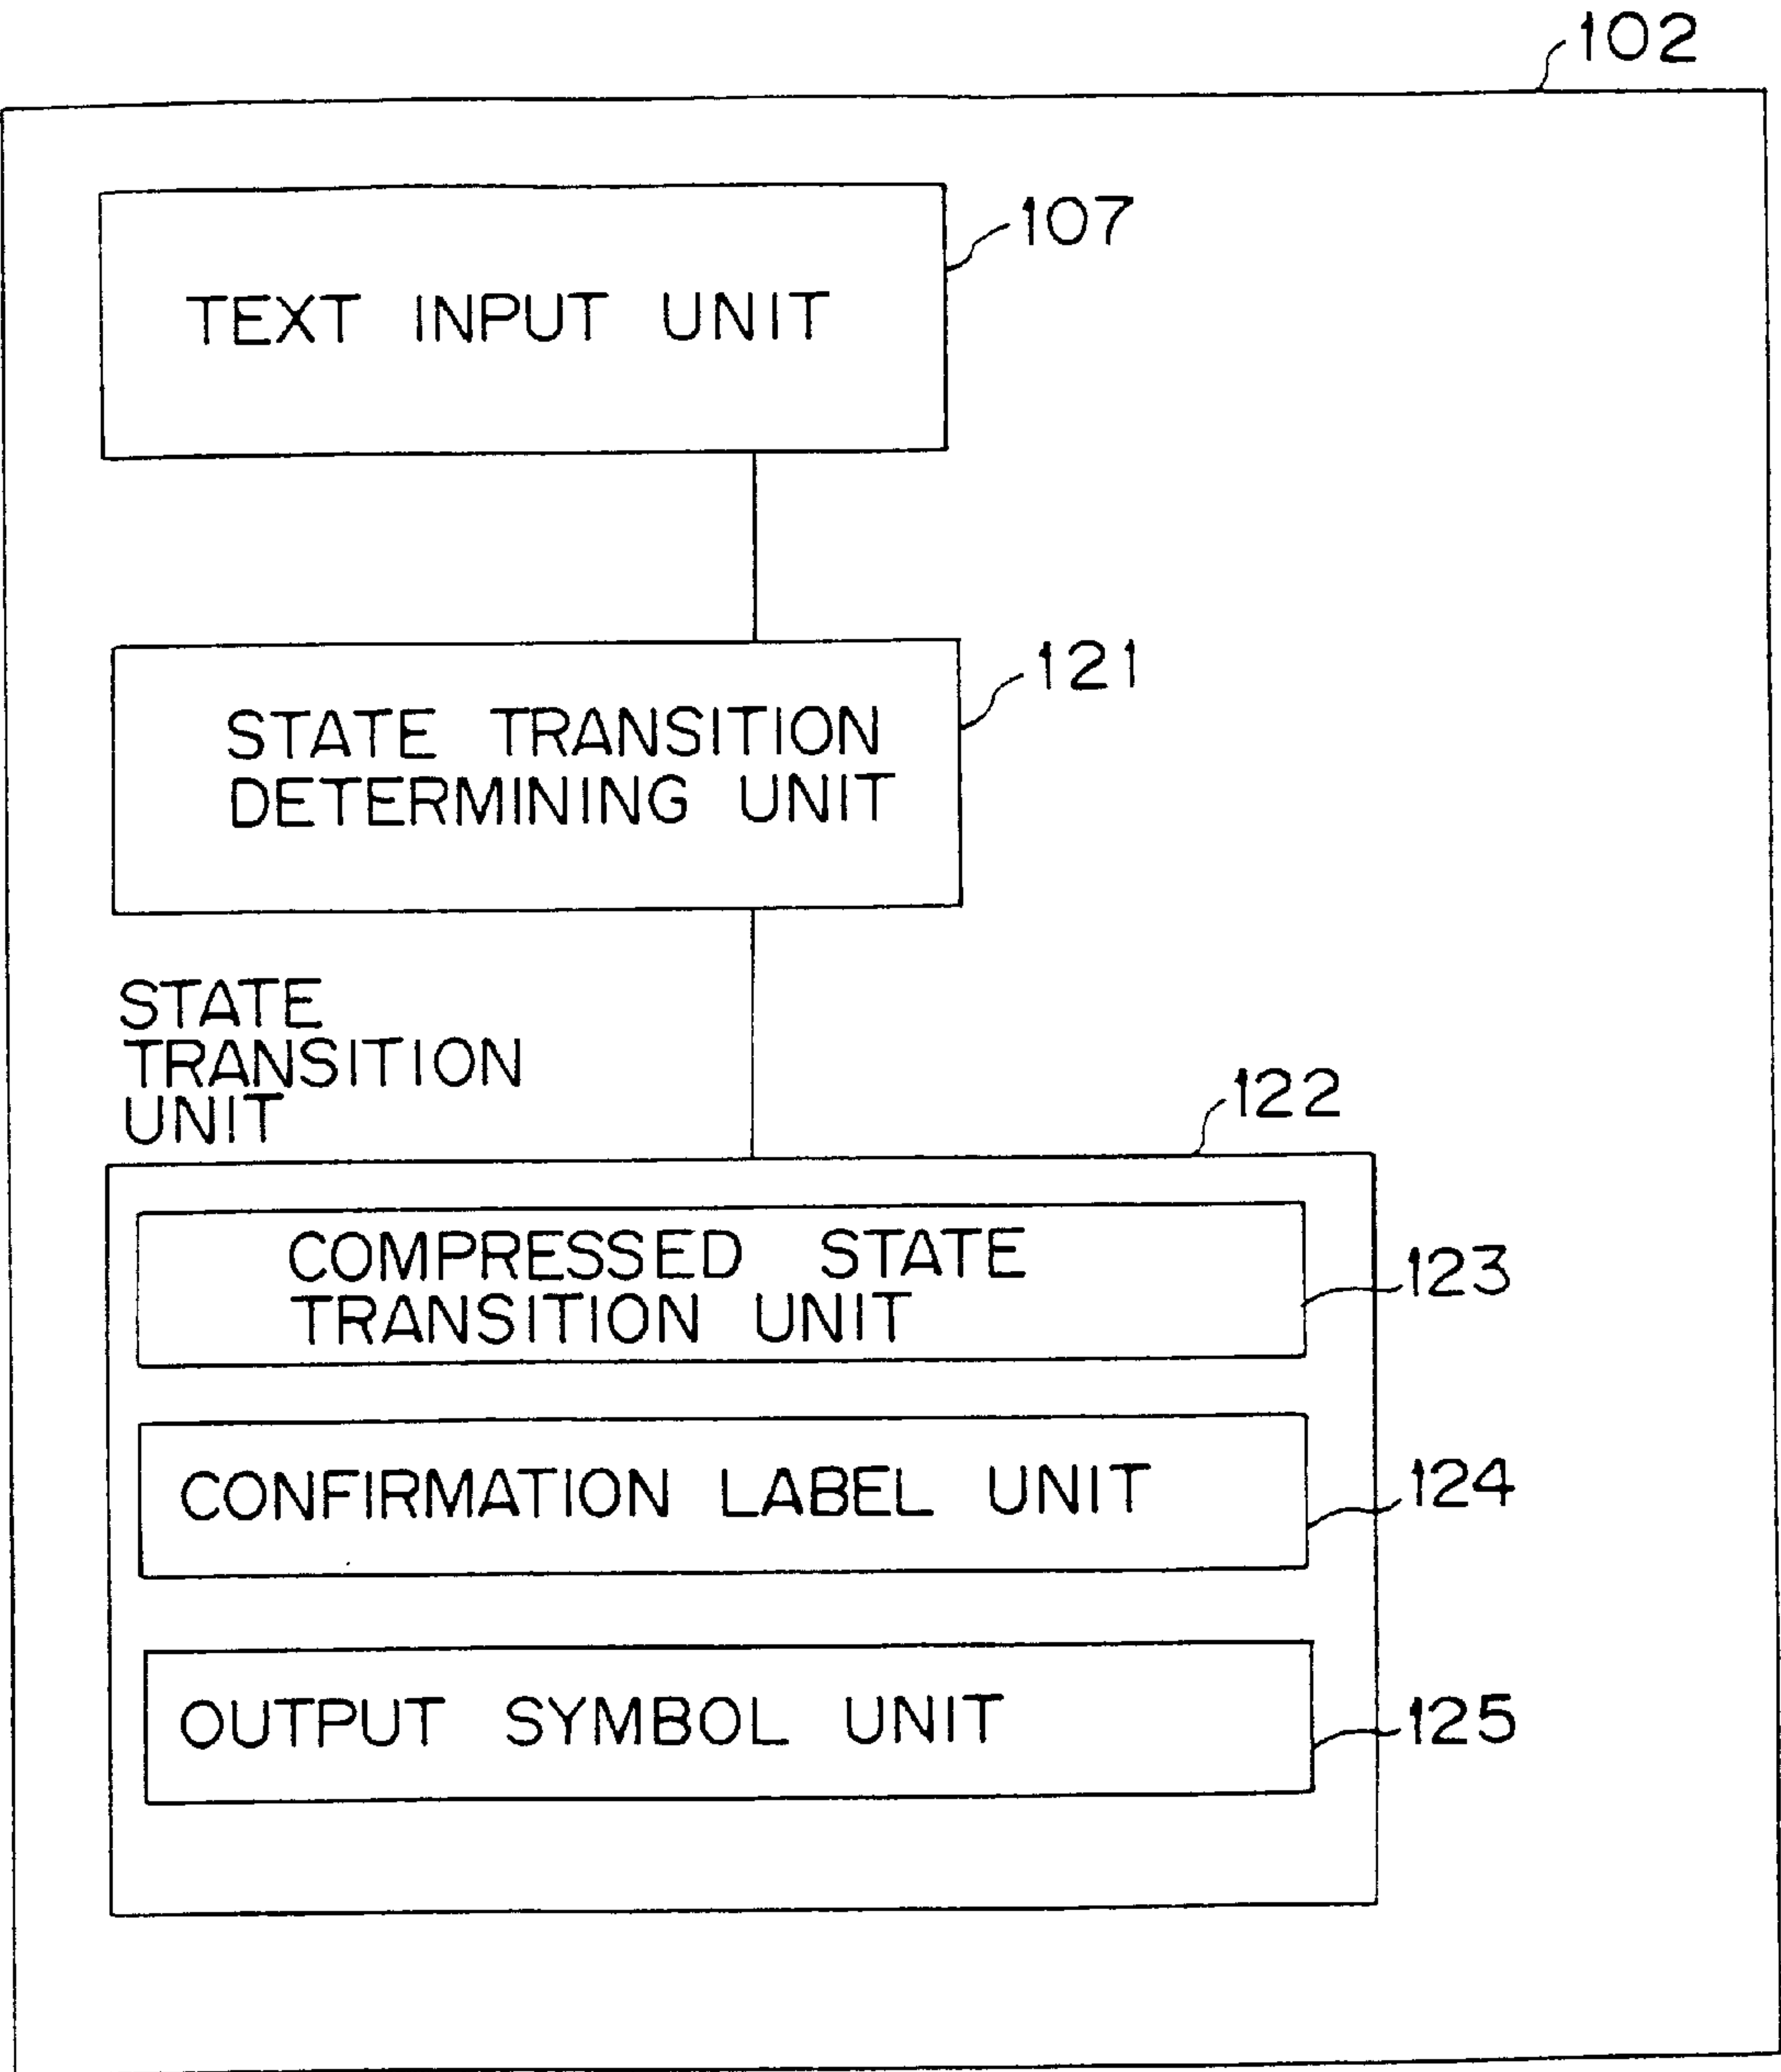 102
107
TEXT INPUT UNIT
121
STATE TRANSITION
DETERMINING UNIT
STATE
TRANSITION
UNIT
122
COMPRESSED STATE
TRANSITION UNIT
123
CONFIRMATION LABEL UNIT
124
OUTPUT SYMBOL UNIT
125